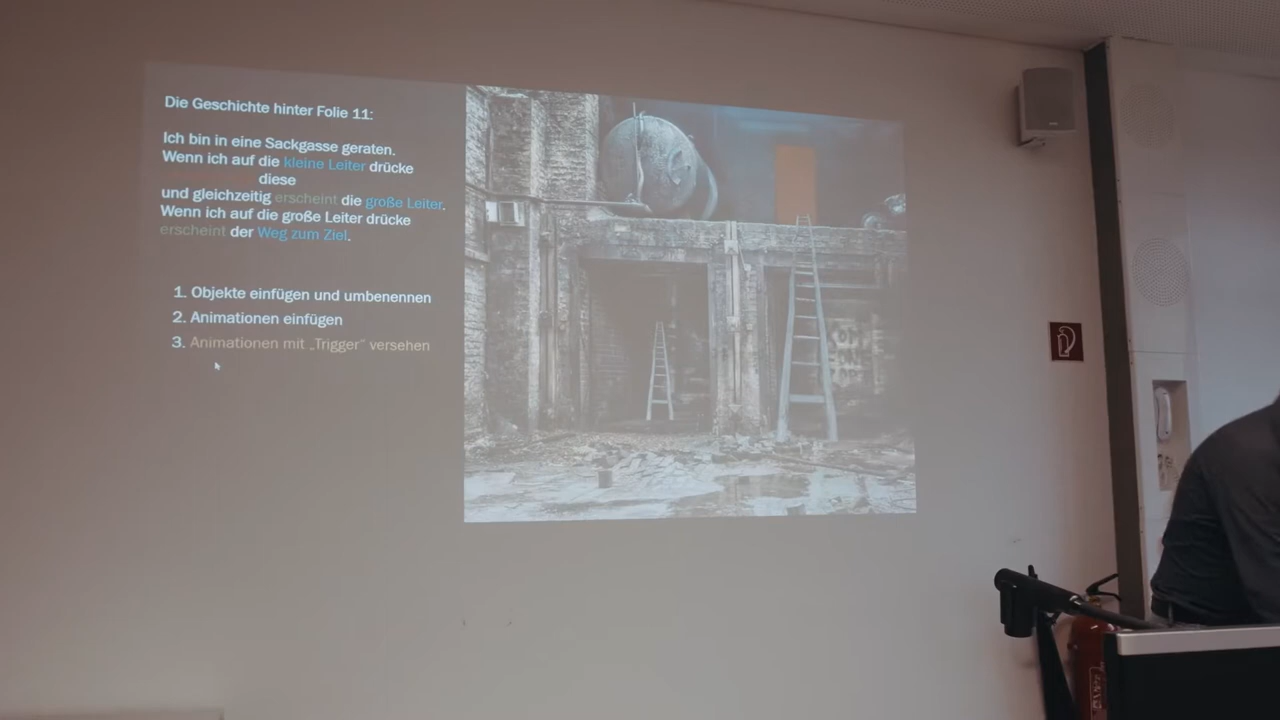 Die Geschichte hinter Folie 11:
Ich bin in eine Sackgasse geraten.
Wenn ich auf die kleine Leiter drücke
diese
und gleichzeitig erscheint die große Leiter.
Wenn ich auf die große Leiter drücke
erscheint der Weg zum Ziel.
1. Objekte einfügen und umbenennen
2. Animationen einfügen
3. Animationen mit „Trigger" versehen